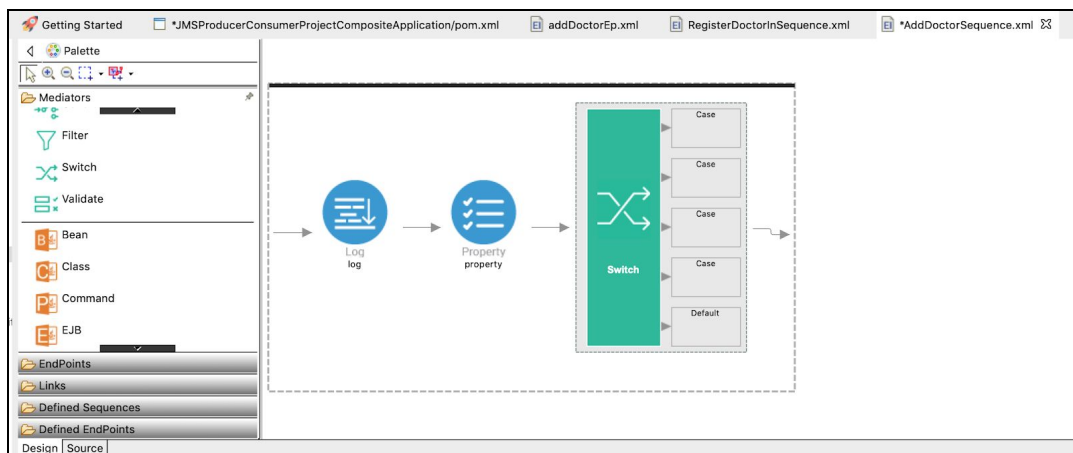 Getting Started
*JMSProducerConsumerProjectCompositeApplication/pom.xml
addDoctorEp.xml
RegisterDoctorInSequence.xml
*AddDoctorSequence.xml
Palette
Mediators
Filter
Switch
Validate
Bean
Class
Command
EJB
EndPoints
Links
Defined Sequences
Defined EndPoints
Design Source
Log
log
Property
property
Switch
Case
Case
Case
Case
Default